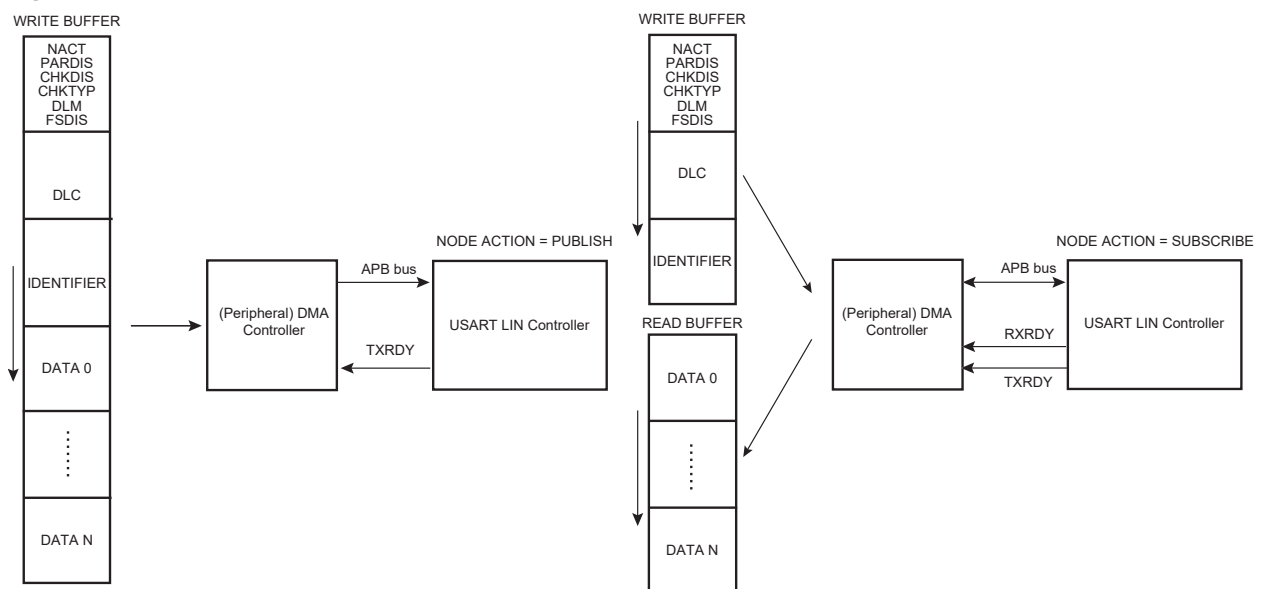 WRITE BUFFER
NACT
PARDIS
CHKDIS
CHKTYP
DLM
FSDIS
DLC
IDENTIFIER
DATA 0
DATA N
(Peripheral) DMA
Controller
APB bus
TXRDY
NODE ACTION = PUBLISH
USART LIN Controller
WRITE BUFFER
NACT
PARDIS
CHKDIS
CHKTYP
DLM
FSDIS
DLC
IDENTIFIER
READ BUFFER
DATA 0
DATA N
(Peripheral) DMA
Controller
APB bus
RXRDY
TXRDY
NODE ACTION = SUBSCRIBE
USART LIN Controller